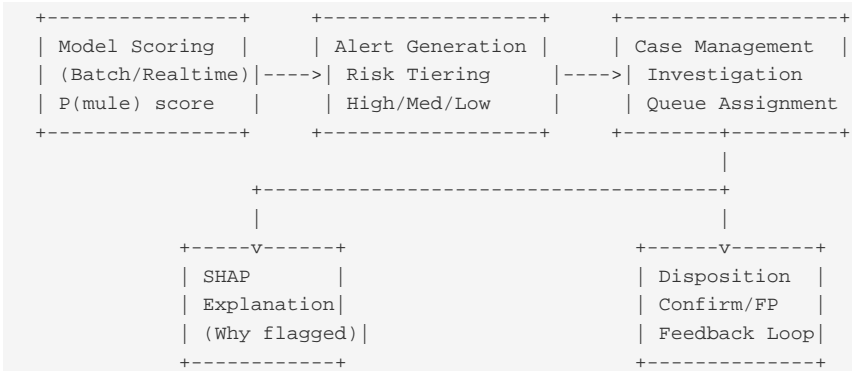 Model Scoring
(Batch/Realtime)
P(mule) score
Alert Generation
Risk Tiering
High/Med/Low
Case Management
Investigation
Queue Assignment
SHAP
Explanation
(Why flagged)
Disposition
Confirm/FP
Feedback Loop